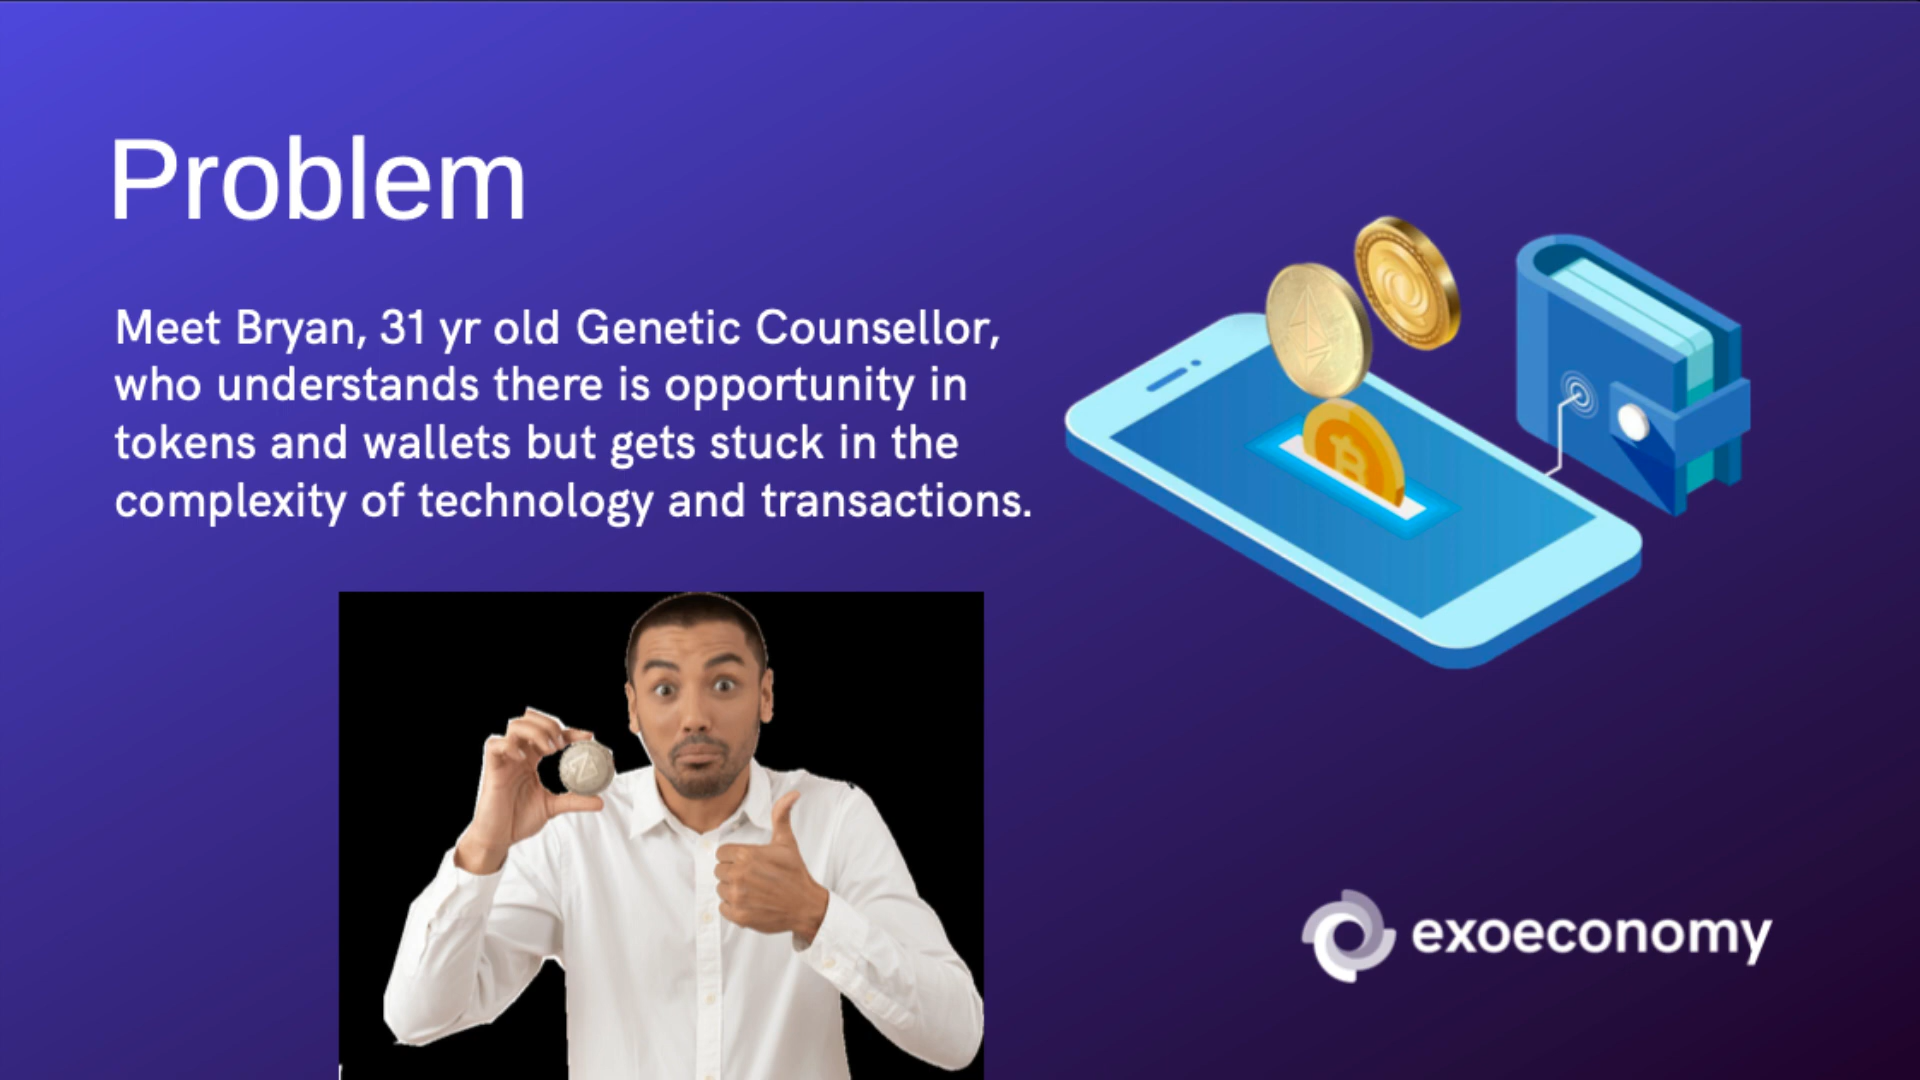 Problem
Meet Bryan, 31 yr old Genetic Counsellor,
who understands there is opportunity in
tokens and wallets but gets stuck in the
complexity of technology and transactions.
exoeconomy